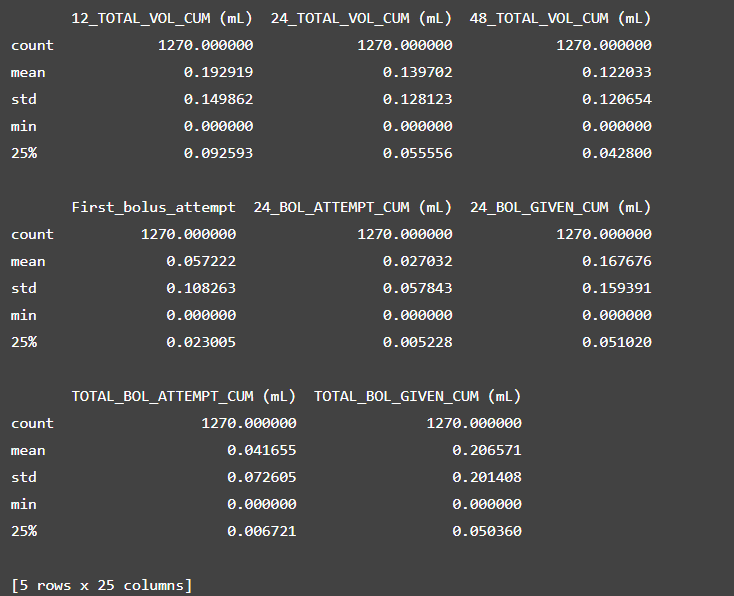 12_TOTAL_VOL_CUM (mL) 24_TOTAL_VOL_CUM (mL) 48_TOTAL_VOL_CUM (mL)
count 1270.000000 1270.000000 1270.000000
mean 0.192919 0.139702 0.122033
std 0.149862 0.128123 0.120654
min 0.000000 0.000000 0.000000
25% 0.092593 0.055556 0.042800
First_bolus_attempt 24_BOL_ATTEMPT_CUM (mL) 24_BOL_GIVEN_CUM (mL)
count 1270.000000 1270.000000 1270.000000
mean 0.057222 0.027032 0.167676
std 0.108263 0.057843 0.159391
min 0.000000 0.000000 0.000000
25% 0.023005 0.005228 0.051020
TOTAL_BOL_ATTEMPT_CUM (mL) TOTAL_BOL_GIVEN_CUM (mL)
count 1270.000000 1270.000000
mean 0.041655 0.206571
std 0.072605 0.201408
min 0.000000 0.000000
25% 0.006721 0.050360
[5 rows x 25 columns]